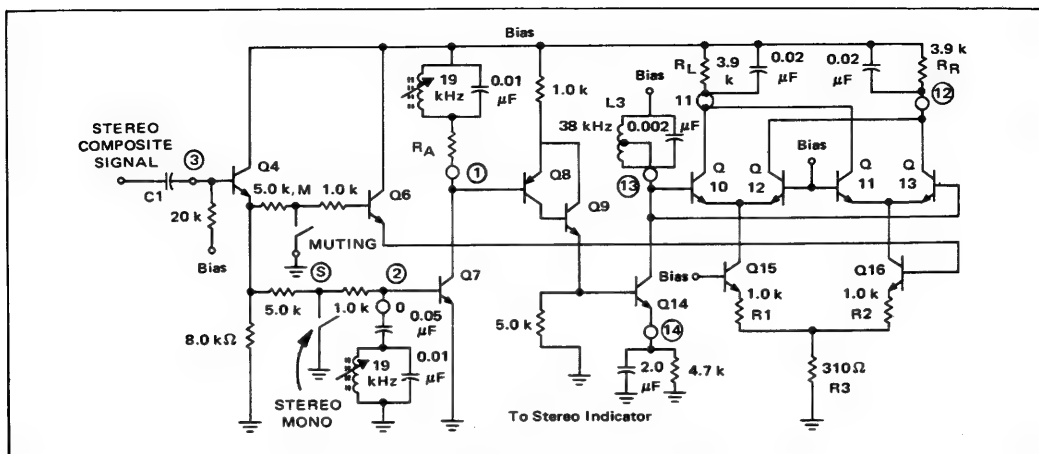 Bias
STEREO
COMPOSITE
SIGNAL
3
C1
20 k
Bias
Q4
5.0 k, M
1.0 k
Q6
MUTING
S
5.0 k
1.0 k
2
0
0.05
μF
8.0 kΩ
STEREO
MONO
19
kHz
0.01
μF
19
kHz
0.01
μF
RA
1
Q7
1.0 k
Q8
Q9
5.0 k
Bias
L3
38 kHz
0.002
μF
13
Q14
14
2.0
μF
4.7 k
To Stereo Indicator
RL
3.9
k
0.02
μF
11
0.02
μF
3.9 k
RR
12
Bias
Q
10
Q
12
Q
11
Q
13
Bias
Q15
1.0 k
R1
Q16
1.0 k
R2
310Ω
R3